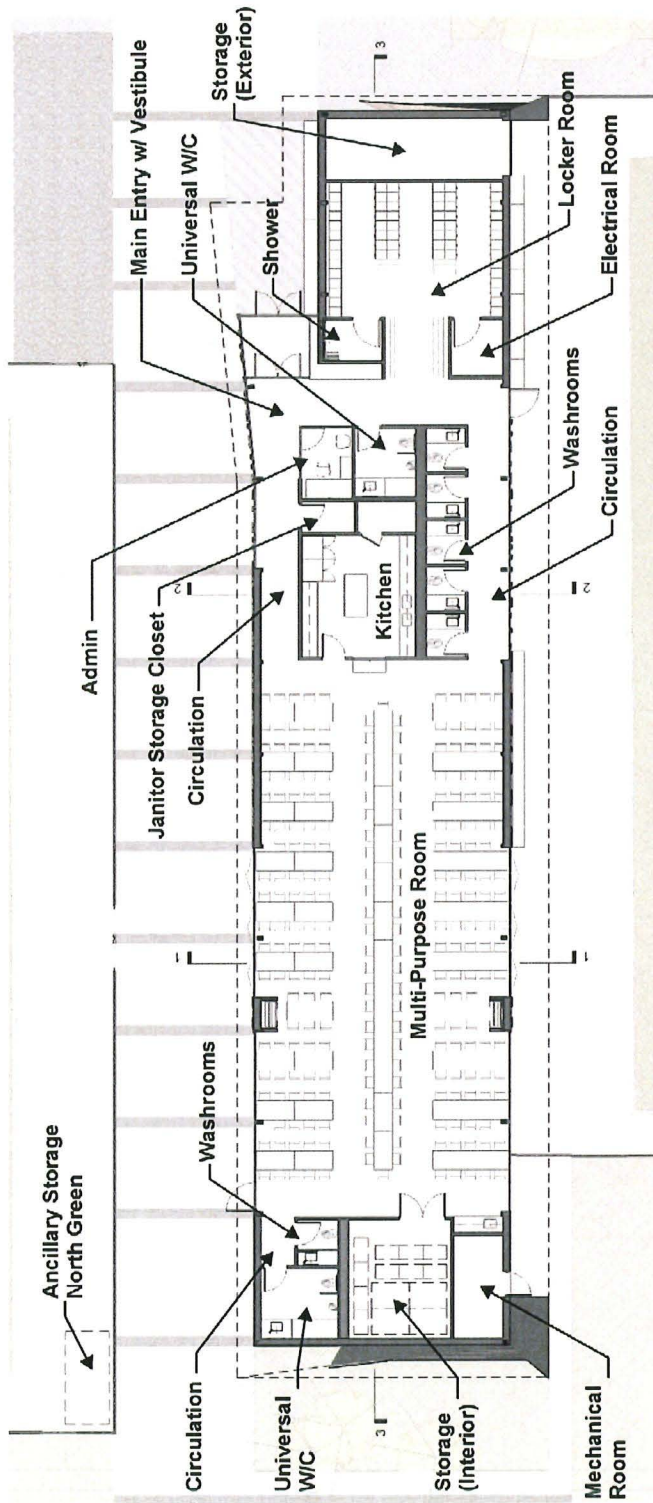 Ancillary Storage
North Green
Circulation
Washrooms
Universal
W/C
Storage
(Interior)
Mechanical
Room
Multi-Purpose Room
Admin
Janitor Storage Closet
Circulation
Kitchen
Main Entry w/ Vestibule
Universal W/C
Shower
Storage
(Exterior)
Locker Room
Electrical Room
Washrooms
Circulation
1
1
2
2
3
3